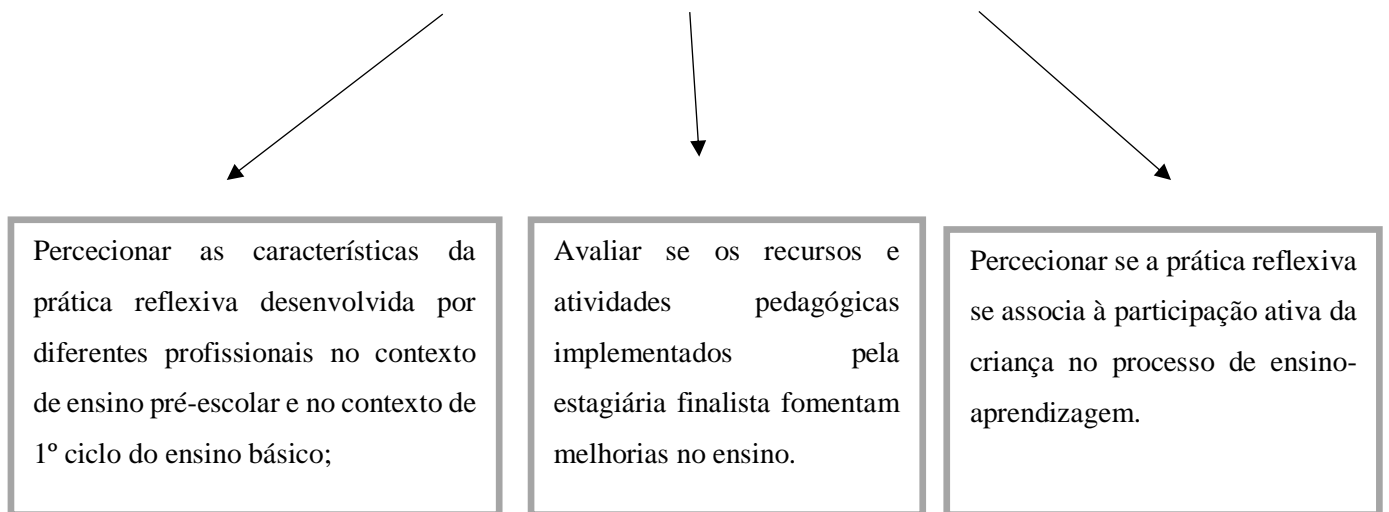 Percecionar as características da
prática reflexiva desenvolvida por
diferentes profissionais no contexto
de ensino pré-escolar e no contexto de
1º ciclo do ensino básico;
Avaliar se os recursos e
atividades pedagógicas
implementados pela
estagiária finalista fomentam
melhorias no ensino.
Percecionar se a prática reflexiva
se associa à participação ativa da
criança no processo de ensino-
aprendizagem.